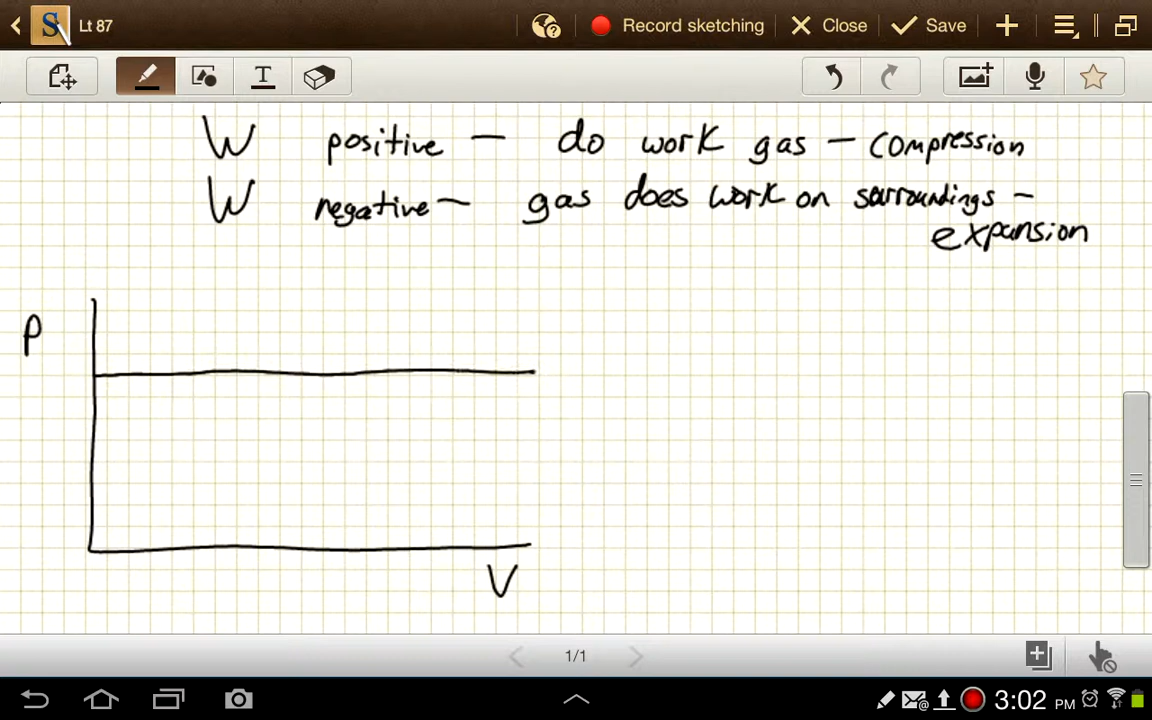 Lt 87
Record sketching
Close
Save
T
W positive — do work gas — compression
W negative — gas does work on sarroundings —
expansion
P
V
1/1
3:02 PM